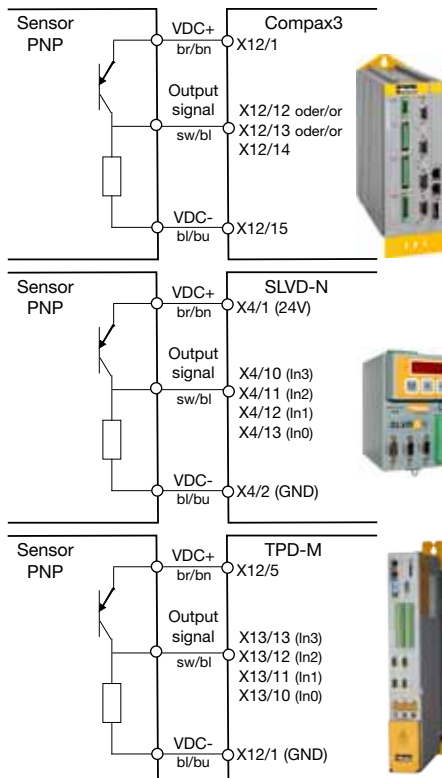 Sensor
PNP
VDC+
br/bn
Compax3
X12/1
Output
signal
sw/bl
X12/12 oder/or
X12/13 oder/or
X12/14
VDC-
bl/bu
X12/15
Sensor
PNP
VDC+
br/bn
SLVD-N
X4/1 (24V)
Output
signal
sw/bl
X4/10 (In3)
X4/11 (In2)
X4/12 (In1)
X4/13 (In0)
VDC-
bl/bu
X4/2 (GND)
SLVD
Sensor
PNP
VDC+
br/bn
TPD-M
X12/5
Output
signal
sw/bl
X13/13 (In3)
X13/12 (In2)
X13/11 (In1)
X13/10 (In0)
VDC-
bl/bu
X12/1 (GND)